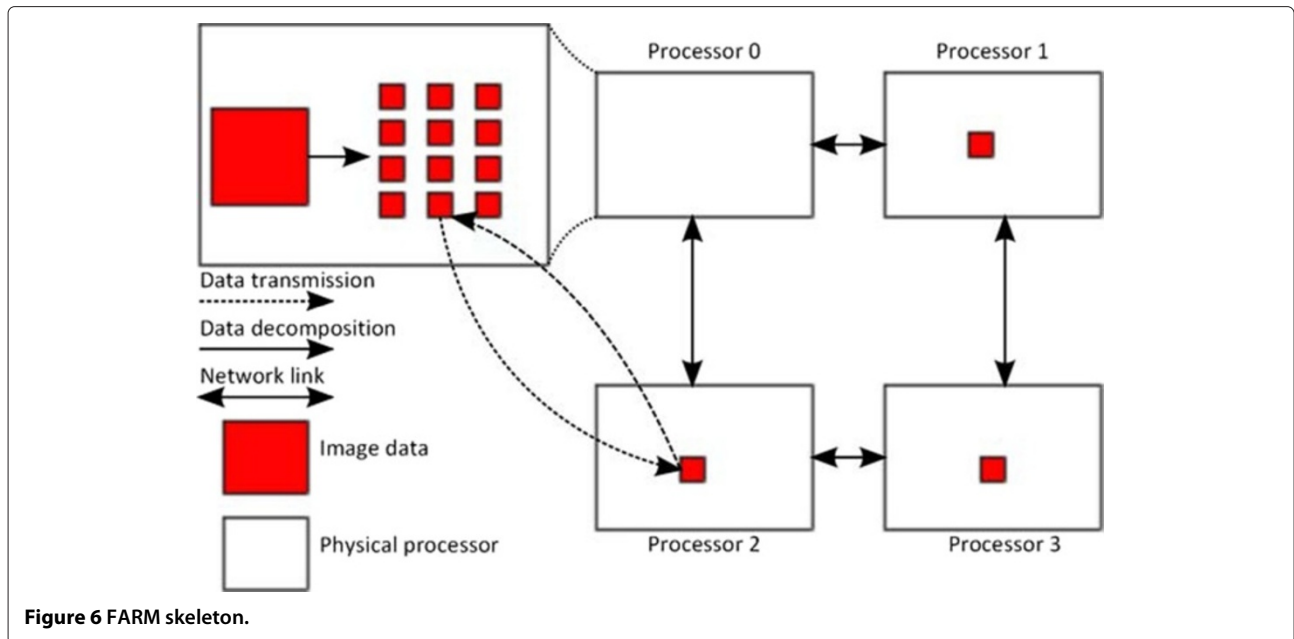 Processor 0
Processor 1
Data transmission
Data decomposition
Network link
Image data
Physical processor
Processor 2
Processor 3
Figure 6 FARM skeleton.